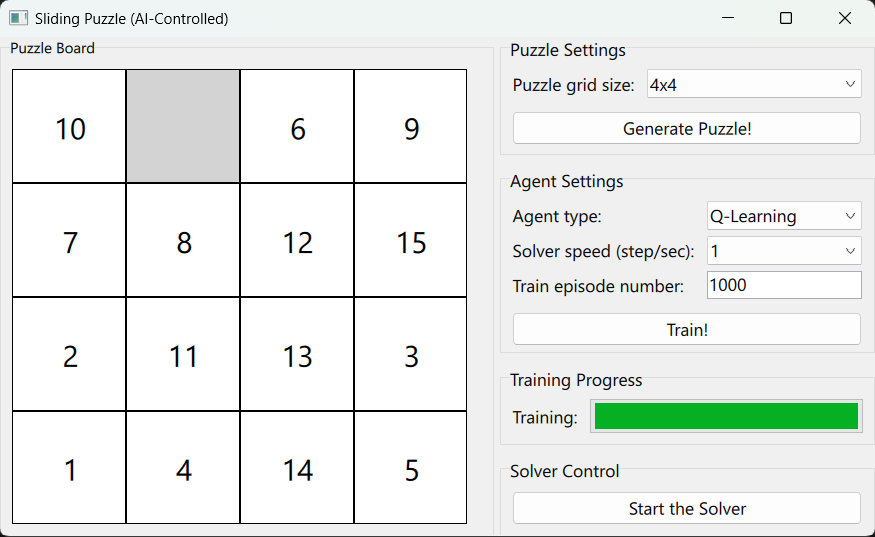 Sliding Puzzle (AI-Controlled)
Puzzle Board
10 6 9
7 8 12 15
2 11 13 3
1 4 14 5
Puzzle Settings
Puzzle grid size: 4x4
Generate Puzzle!
Agent Settings
Agent type: Q-Learning
Solver speed (step/sec): 1
Train episode number: 1000
Train!
Training Progress
Training:
Solver Control
Start the Solver